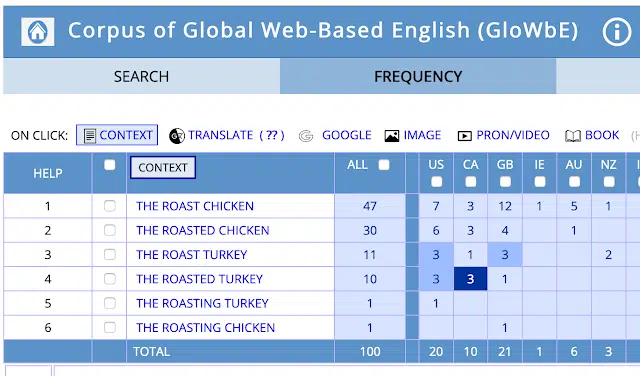 Corpus of Global Web-Based English (GloWbE)
SEARCH FREQUENCY
ON CLICK: CONTEXT TRANSLATE (??) GOOGLE IMAGE PRON/VIDEO BOOK (H
HELP CONTEXT ALL US CA GB IE AU NZ
1 THE ROAST CHICKEN 47 7 3 12 1 5 1
2 THE ROASTED CHICKEN 30 6 3 4 1
3 THE ROAST TURKEY 11 3 1 3 2
4 THE ROASTED TURKEY 10 3 3 1
5 THE ROASTING TURKEY 1 1
6 THE ROASTING CHICKEN 1 1
TOTAL 100 20 10 21 1 6 3